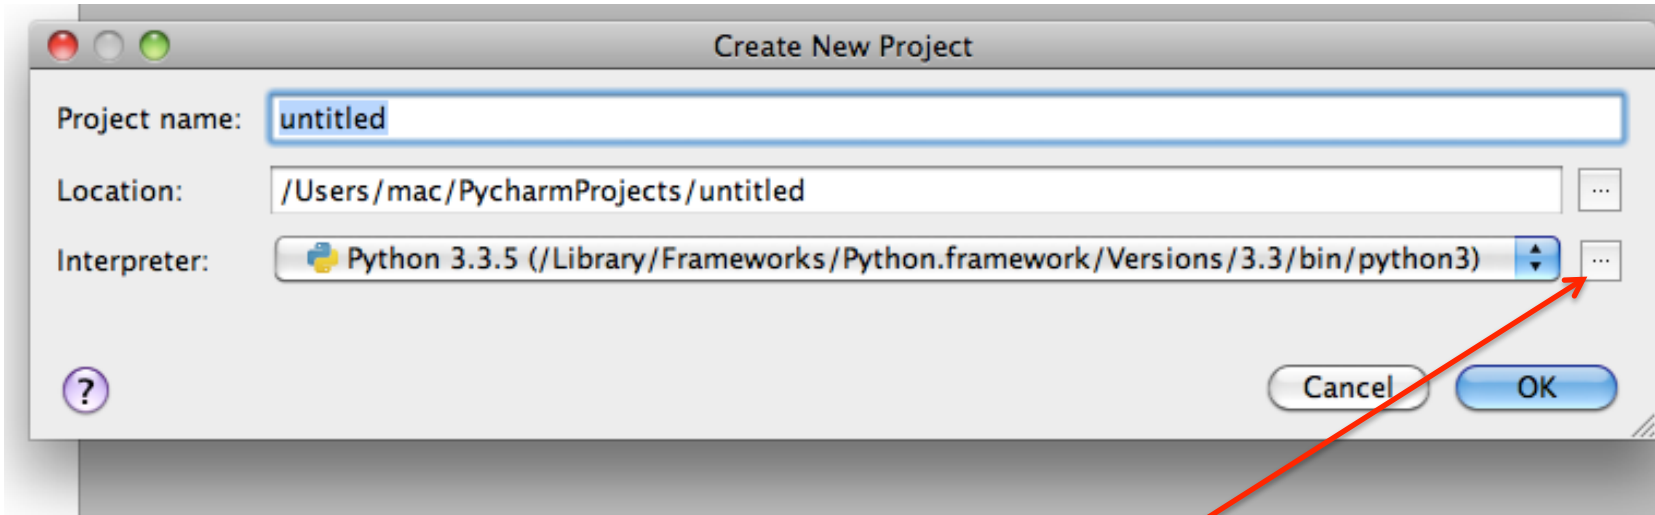 Create New Project
Project name: untitled
Location: /Users/mac/PycharmProjects/untitled ...
Interpreter: Python 3.3.5 (/Library/Frameworks/Python.framework/Versions/3.3/bin/python3) ...
? Cancel OK